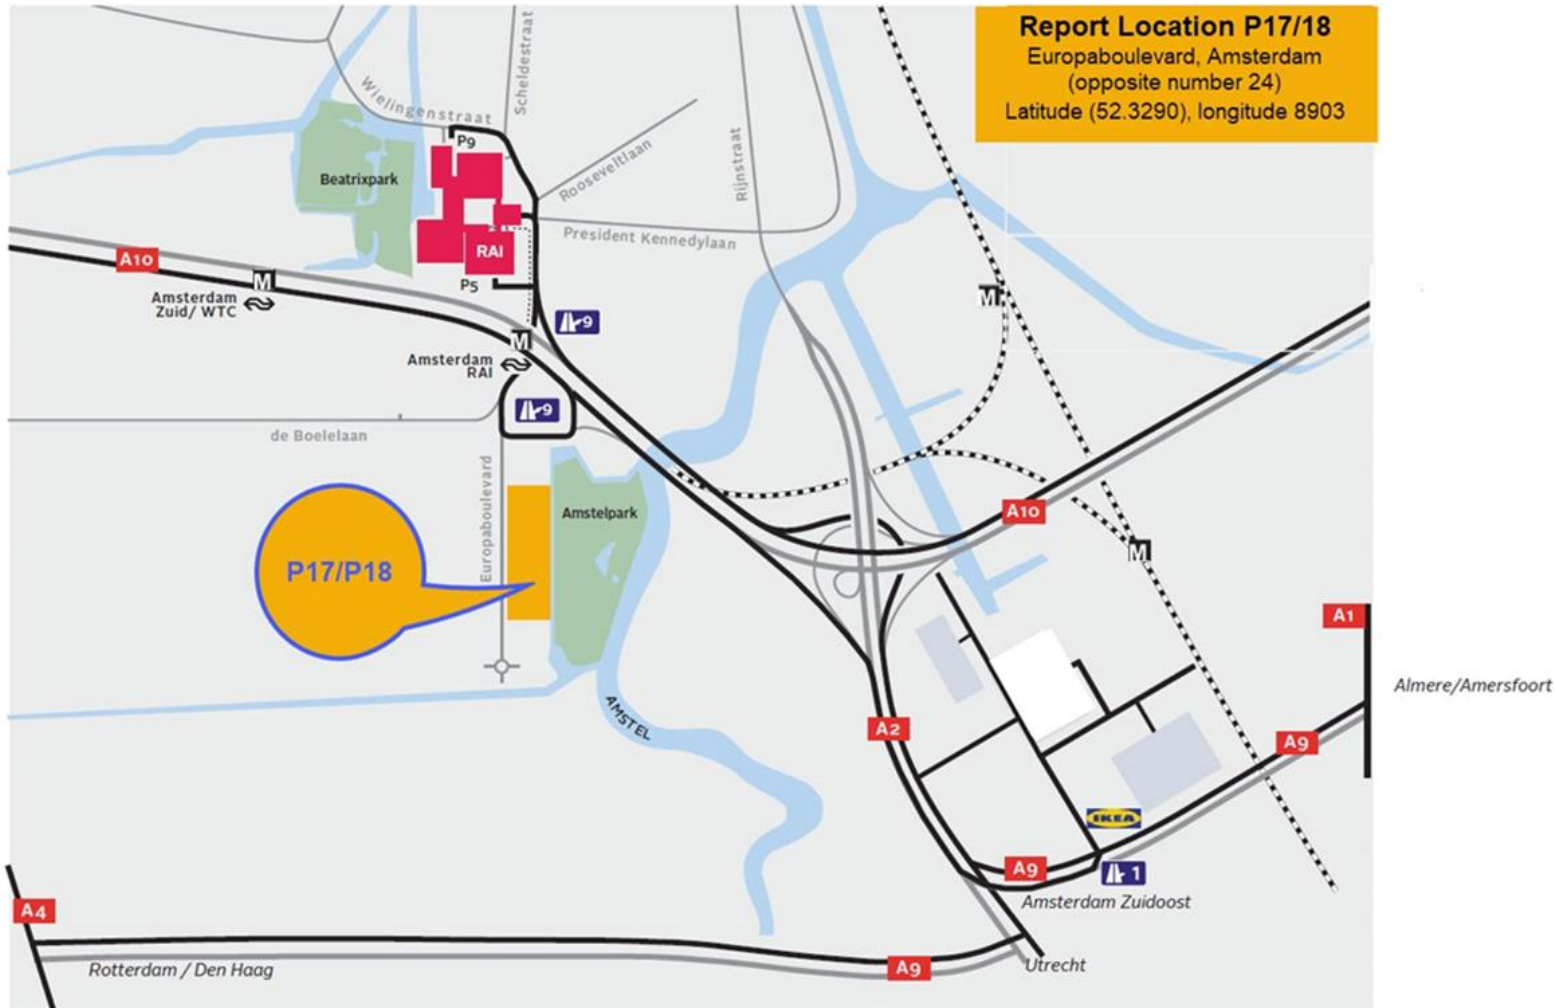 Report Location P17/18
Europaboulevard, Amsterdam
(opposite number 24)
Latitude (52.3290), longitude 8903
Scheldestraat
Wielingenstraat
P9
Beatrixpark
Rooseveltlaan
Rijnstraat
President Kennedylaan
RAI
A10
M
Amsterdam
Zuid/ WTC
P5
9
M
M
Amsterdam
RAI
9
de Boelelaan
Europaboulevard
Amstelpark
P17/P18
A10
M
A1
Almere/Amersfoort
AMSTEL
A2
A9
IKEA
A9
1
Amsterdam Zuidoost
A4
Rotterdam / Den Haag
A9
Utrecht